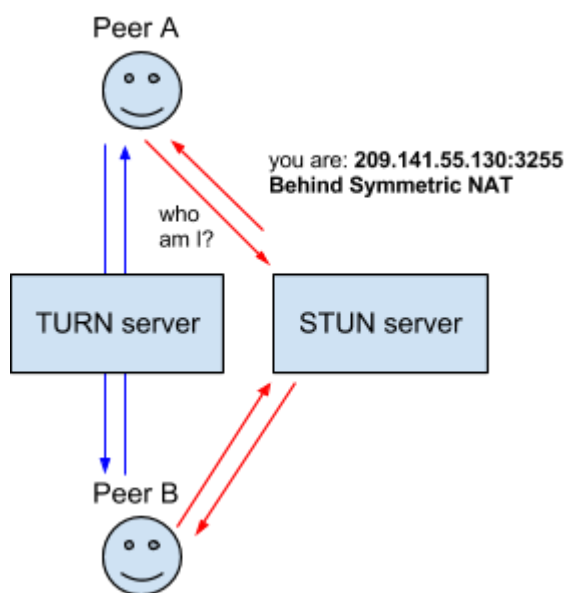 Peer A
you are: 209.141.55.130:3255
Behind Symmetric NAT
who
am I?
TURN server
STUN server
Peer B